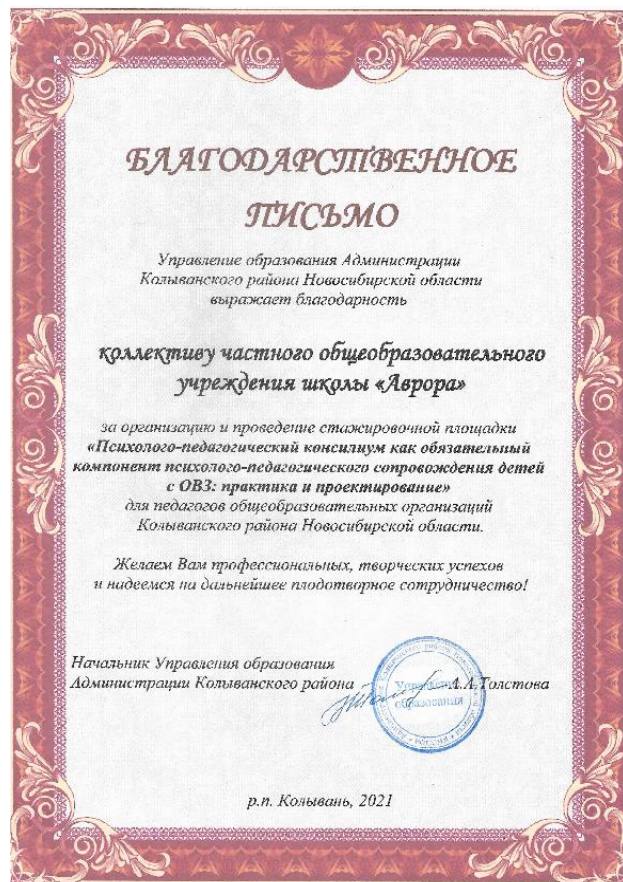 БЛАГОДАРСТВЕННОЕ
ПИСЬМО
Управление образования Администрации
Колыванского района Новосибирской области
выражает благодарность
коллективу частного общеобразовательного
учреждения школы «Аврора»
за организацию и проведение стажировочной площадки
«Психолого-педагогический консилиум как обязательный
компонент психолого-педагогического сопровождения детей
с ОВЗ: практика и проектирование»
для педагогов общеобразовательных организаций
Колыванского района Новосибирской области.
Желаем Вам профессиональных, творческих успехов
и надеемся на дальнейшее плодотворное сотрудничество!
Начальник Управления образования
Администрации Колыванского района А.А.Толстова
Управление
образования
р.п. Колывань, 2021